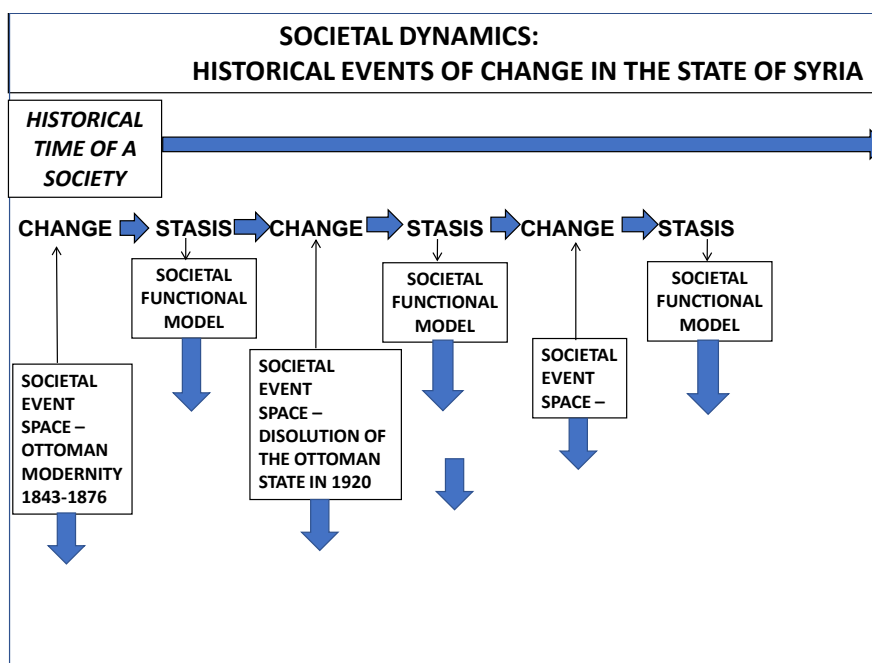 SOCIETAL DYNAMICS:
HISTORICAL EVENTS OF CHANGE IN THE STATE OF SYRIA
HISTORICAL
TIME OF A
SOCIETY
CHANGE STASIS CHANGE STASIS CHANGE STASIS
SOCIETAL
FUNCTIONAL
MODEL
SOCIETAL
FUNCTIONAL
MODEL
SOCIETAL
FUNCTIONAL
MODEL
SOCIETAL
EVENT
SPACE –
OTTOMAN
MODERNITY
1843-1876
SOCIETAL
EVENT
SPACE –
DISOLUTION OF
THE OTTOMAN
STATE IN 1920
SOCIETAL
EVENT
SPACE –